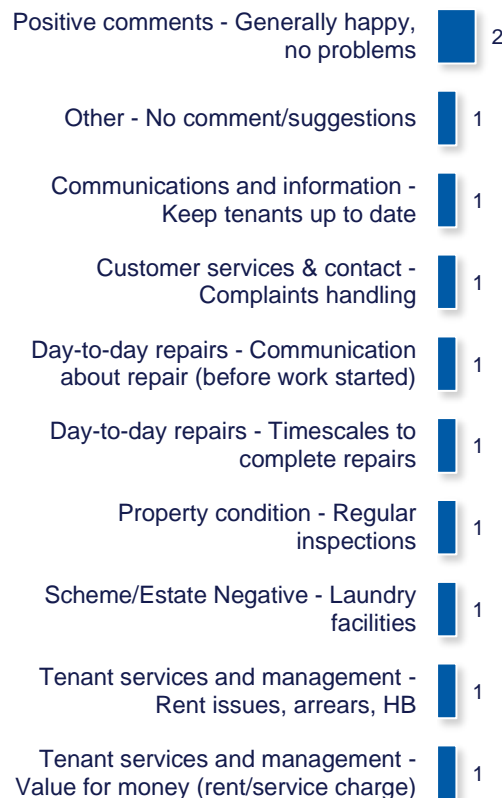 Positive comments - Generally happy,
no problems
2
Other - No comment/suggestions
1
Communications and information -
Keep tenants up to date
1
Customer services & contact -
Complaints handling
1
Day-to-day repairs - Communication
about repair (before work started)
1
Day-to-day repairs - Timescales to
complete repairs
1
Property condition - Regular
inspections
1
Scheme/Estate Negative - Laundry
facilities
1
Tenant services and management -
Rent issues, arrears, HB
1
Tenant services and management -
Value for money (rent/service charge)
1